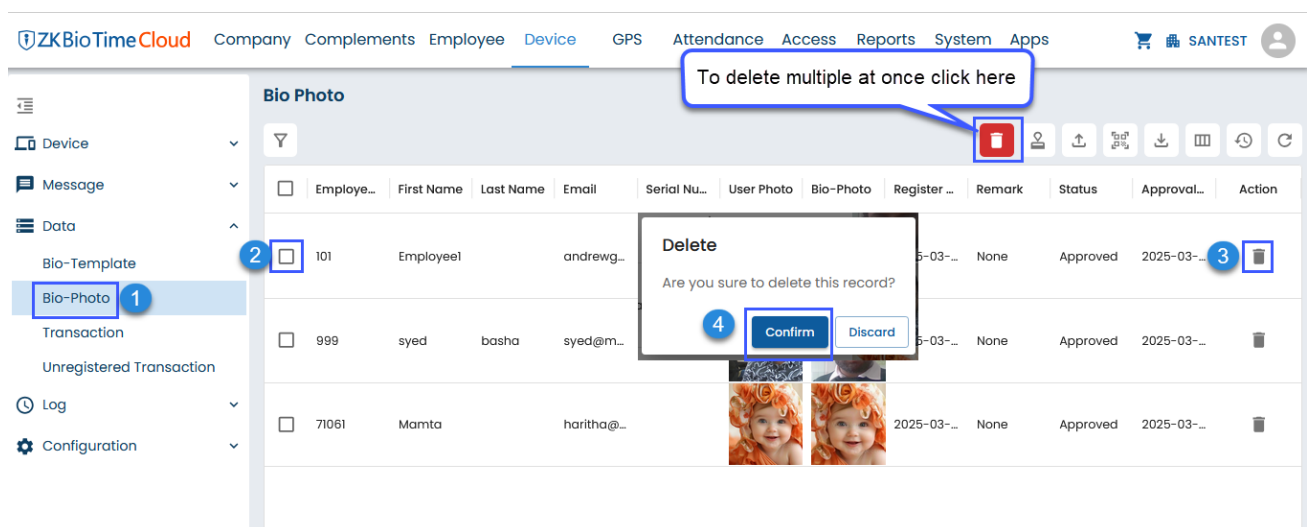 ZKBioTime Cloud Company Complements Employee Device GPS Attendance Access Reports System Apps SANTEST
To delete multiple at once click here
Bio Photo
Device
Message
Data
Bio-Template
Bio-Photo 1
Transaction
Unregistered Transaction
Log
Configuration
Employe... First Name Last Name Email Serial Nu... User Photo Bio-Photo Register ... Remark Status Approval... Action
2 101 Employee1 andrewg... 5-03-... None Approved 2025-03-... 3
Delete
Are you sure to delete this record?
4 Confirm Discard
999 syed basha syed@m... 5-03-... None Approved 2025-03-...
71061 Mamta haritha@... 2025-03-... None Approved 2025-03-...